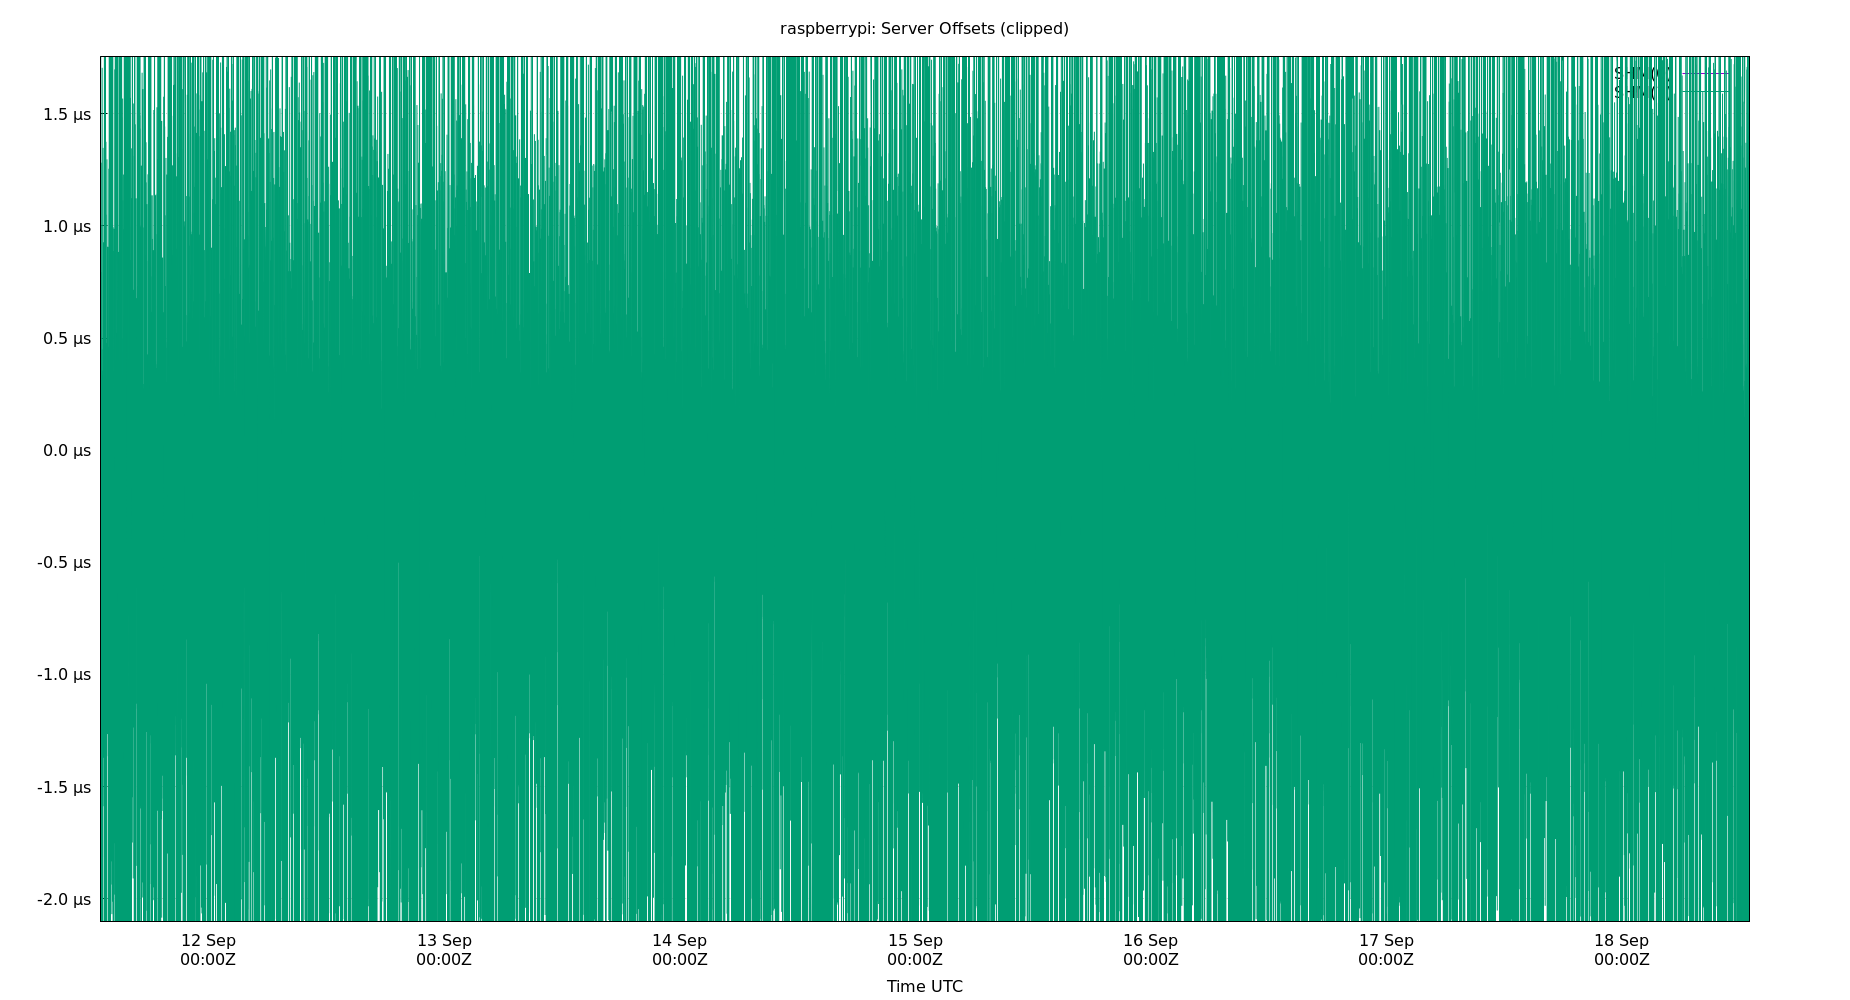 raspberrypi: Server Offsets (clipped)
1.5 µs
1.0 µs
0.5 µs
0.0 µs
-0.5 µs
-1.0 µs
-1.5 µs
-2.0 µs
12 Sep 13 Sep 14 Sep 15 Sep 16 Sep 17 Sep 18 Sep
00:00Z 00:00Z 00:00Z 00:00Z 00:00Z 00:00Z 00:00Z
Time UTC